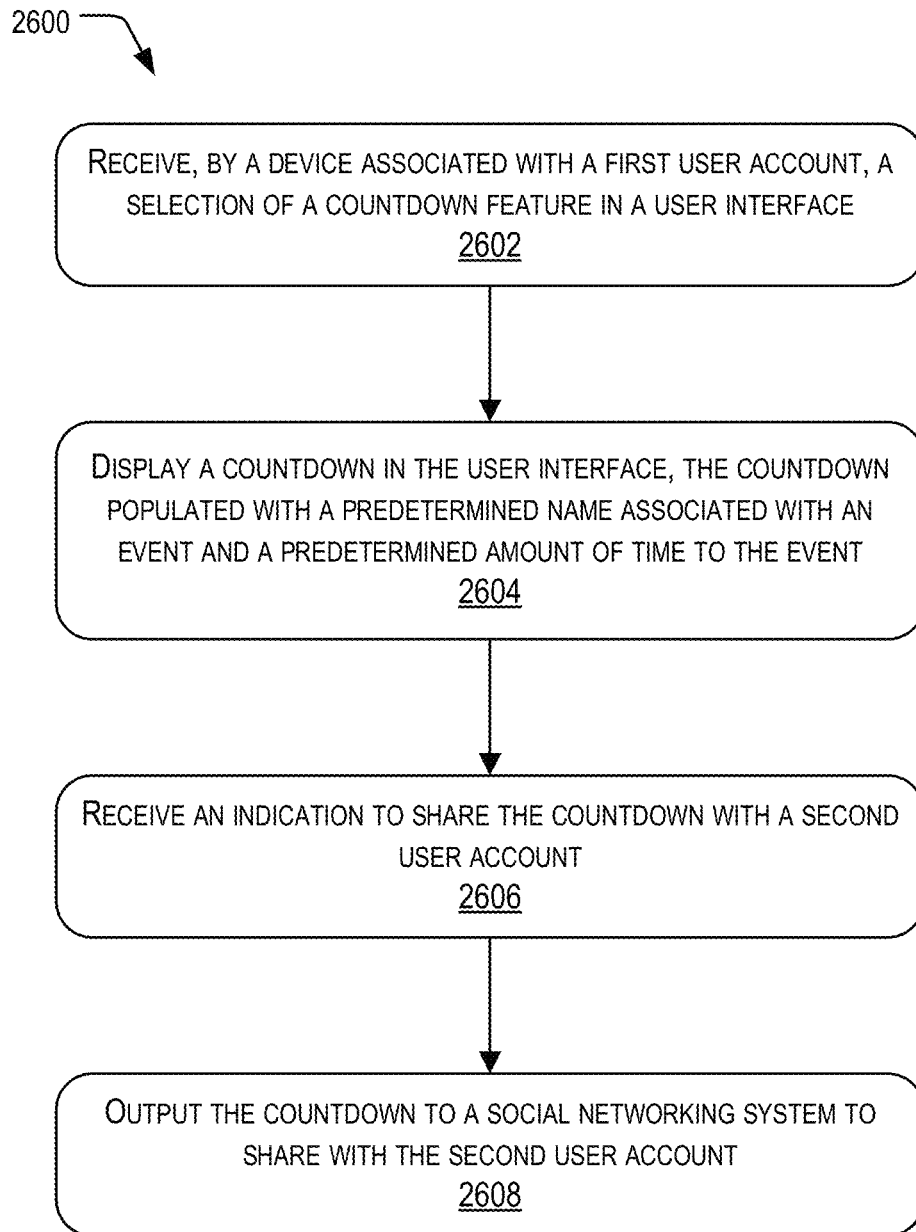 2600
RECEIVE, BY A DEVICE ASSOCIATED WITH A FIRST USER ACCOUNT, A
SELECTION OF A COUNTDOWN FEATURE IN A USER INTERFACE
2602
DISPLAY A COUNTDOWN IN THE USER INTERFACE, THE COUNTDOWN
POPULATED WITH A PREDETERMINED NAME ASSOCIATED WITH AN
EVENT AND A PREDETERMINED AMOUNT OF TIME TO THE EVENT
2604
RECEIVE AN INDICATION TO SHARE THE COUNTDOWN WITH A SECOND
USER ACCOUNT
2606
OUTPUT THE COUNTDOWN TO A SOCIAL NETWORKING SYSTEM TO
SHARE WITH THE SECOND USER ACCOUNT
2608